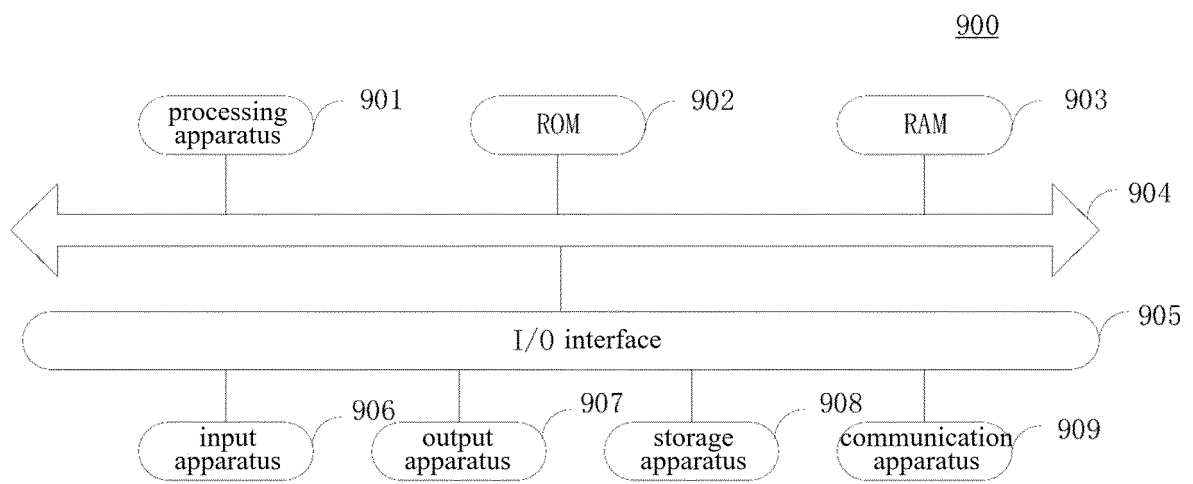 900
processing
apparatus
901
ROM
902
RAM
903
904
I/O interface
905
input
apparatus
906
output
apparatus
907
storage
apparatus
908
communication
apparatus
909